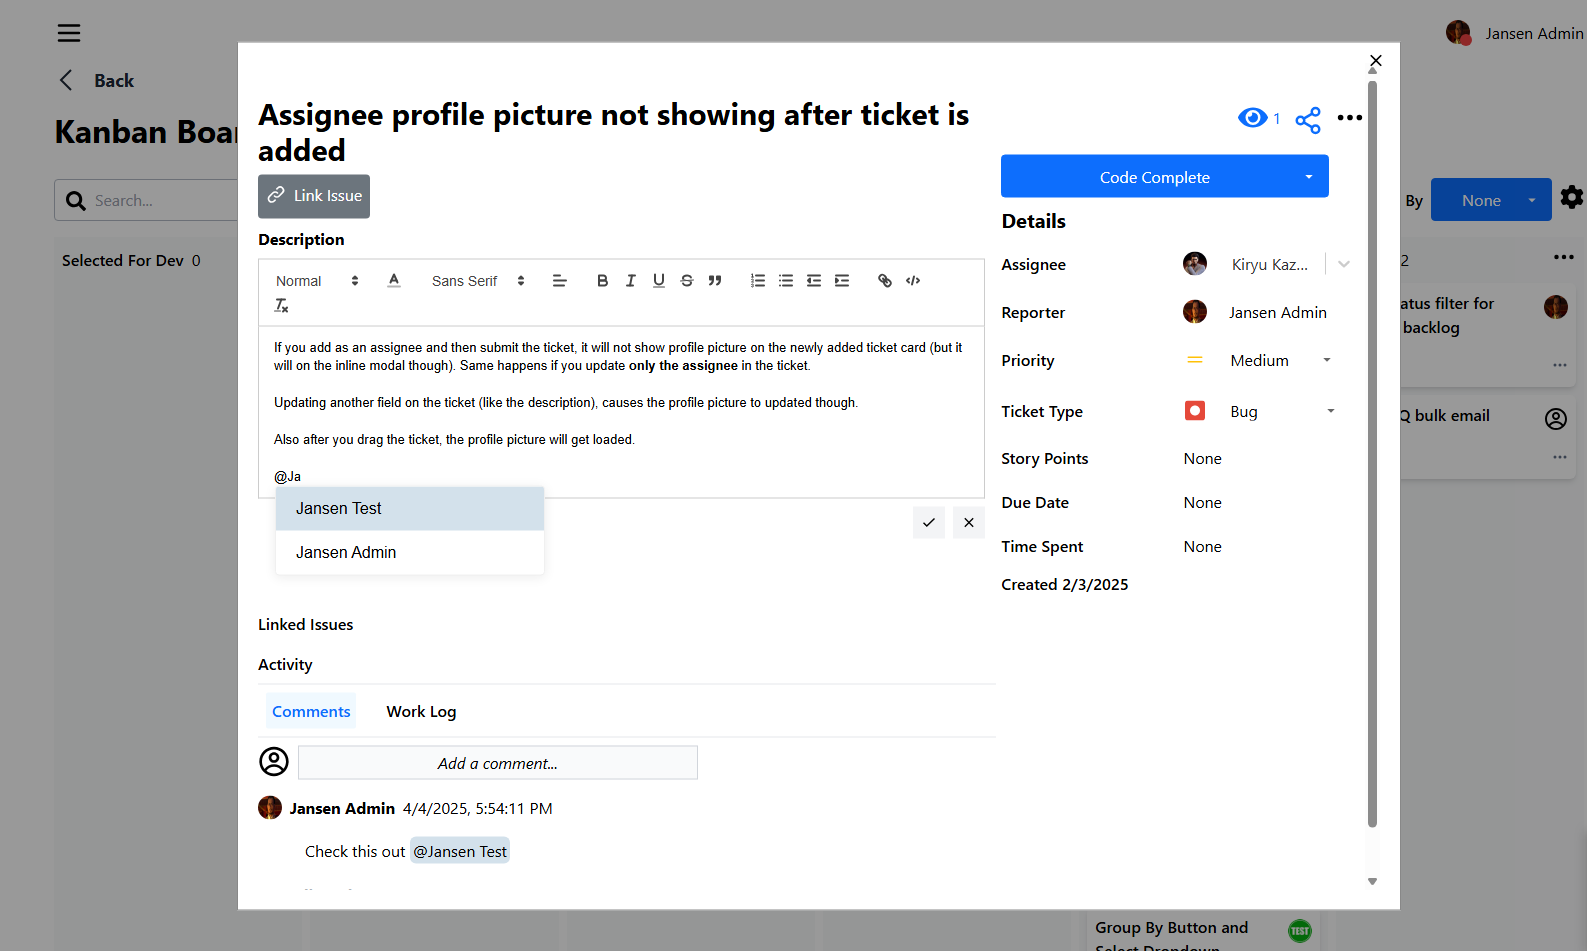 Jansen Admin
Back
Kanban Boar
Search...
By
None
Selected For Dev 0
2
atus filter for
backlog
Q bulk email
Group By Button and
Select Dropdown
TEST
Assignee profile picture not showing after ticket is
added
1
Link Issue
Description
Normal
Sans Serif
If you add as an assignee and then submit the ticket, it will not show profile picture on the newly added ticket card (but it
will on the inline modal though). Same happens if you update only the assignee in the ticket.
Updating another field on the ticket (like the description), causes the profile picture to updated though.
Also after you drag the ticket, the profile picture will get loaded.
@Ja
Jansen Test
Jansen Admin
Linked Issues
Activity
Comments
Work Log
Add a comment...
Jansen Admin 4/4/2025, 5:54:11 PM
Check this out @Jansen Test
Code Complete
Details
Assignee
Kiryu Kaz...
Reporter
Jansen Admin
Priority
Medium
Ticket Type
Bug
Story Points
None
Due Date
None
Time Spent
None
Created 2/3/2025